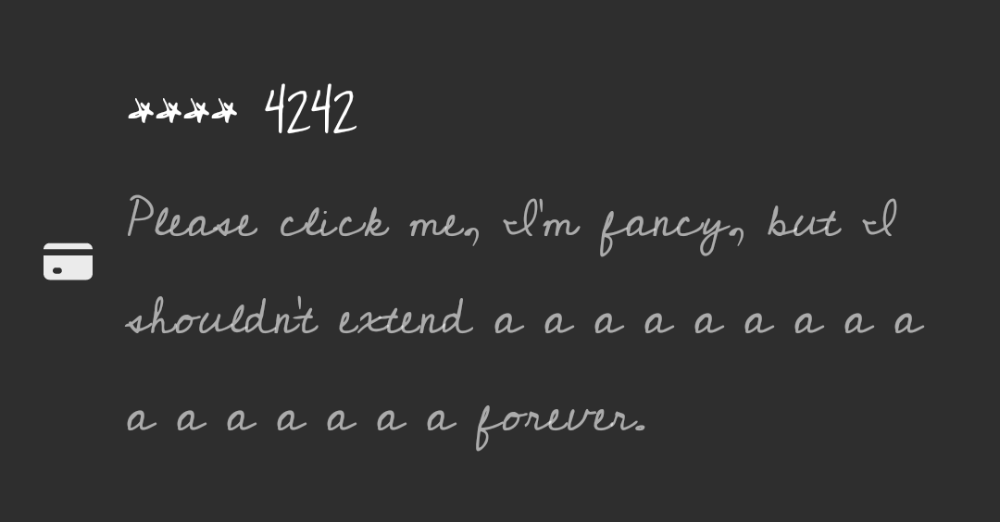 **** 4242
Please click me, I'm fancy, but I
shouldn't extend a a a a a a a a a
a a a a a a a forever.